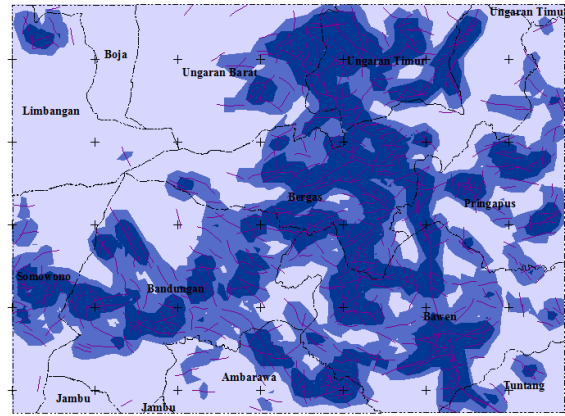 Ungaran Timur
Boja
Ungaran Timur
Ungaran Barat
Limbangan
Bergas
Pringapus
Somowono
Bandungan
Bawen
Ambarawa
Tuntang
Jambu
Jambu